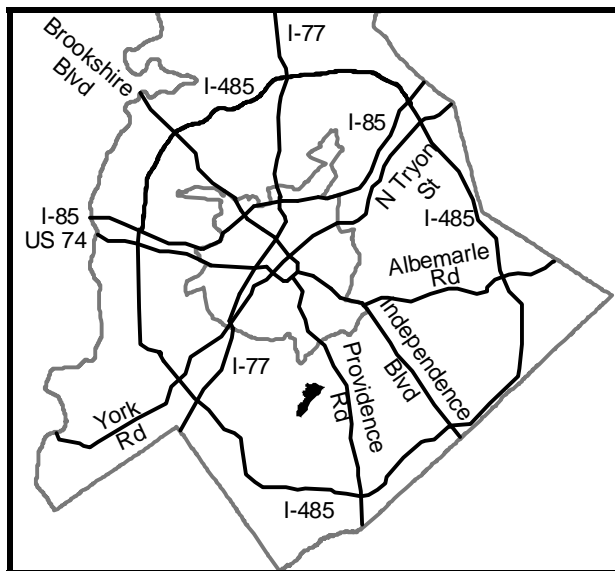 I-77
Brookshire
Blvd
I-485
I-85
N Tryon
St
I-85
US 74
I-485
Albemarle
Rd
Independence
Blvd
Providence
Rd
I-77
York
Rd
I-485